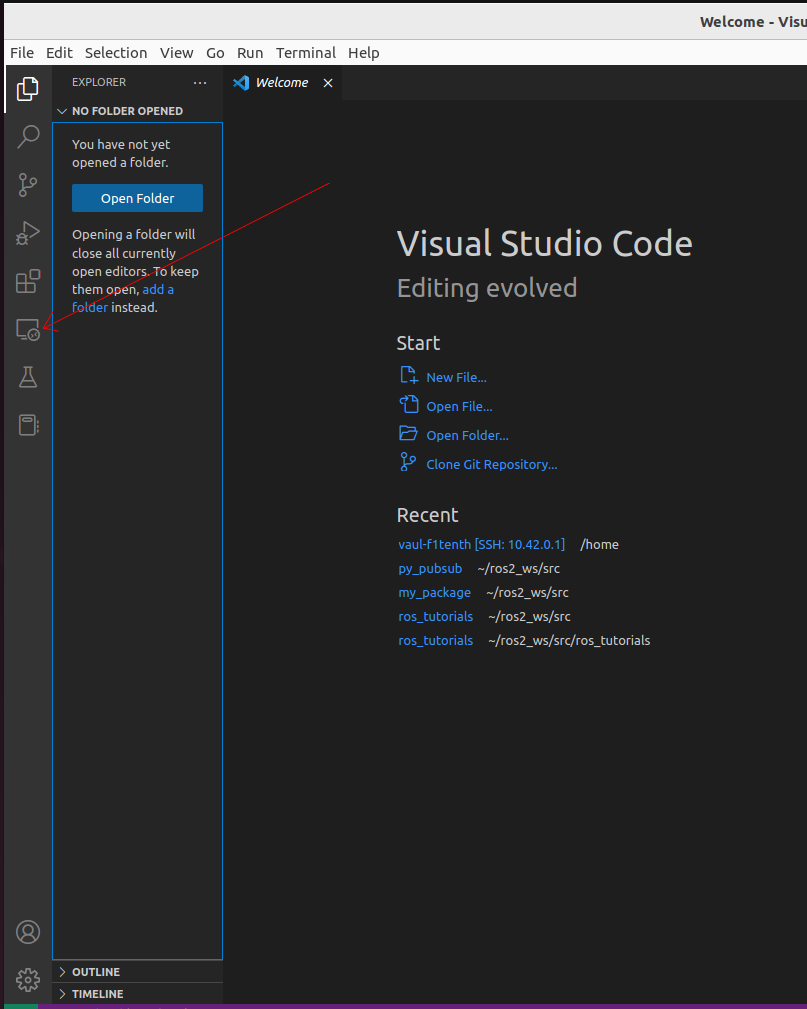 Welcome - Visu
File Edit Selection View Go Run Terminal Help
EXPLORER
Welcome
NO FOLDER OPENED
You have not yet
opened a folder.
Open Folder
Opening a folder will
close all currently
open editors. To keep
them open, add a
folder instead.
Visual Studio Code
Editing evolved
Start
New File...
Open File...
Open Folder...
Clone Git Repository...
Recent
vaul-f1tenth [SSH: 10.42.0.1] /home
py_pubsub ~/ros2_ws/src
my_package ~/ros2_ws/src
ros_tutorials ~/ros2_ws/src
ros_tutorials ~/ros2_ws/src/ros_tutorials
OUTLINE
TIMELINE